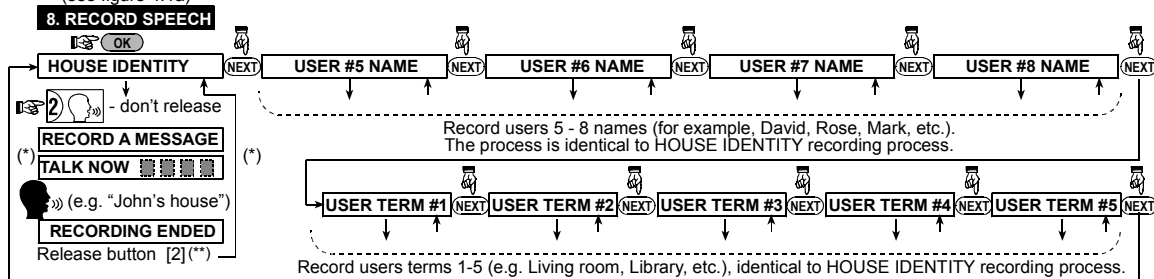 8. RECORD SPEECH
OK
HOUSE IDENTITY
NEXT
USER #5 NAME
NEXT
USER #6 NAME
NEXT
USER #7 NAME
NEXT
USER #8 NAME
NEXT
2 - don't release
RECORD A MESSAGE
(*)
TALK NOW
(*)
(e.g. “John’s house”)
RECORDING ENDED
Release button [2](**)
Record users 5 - 8 names (for example, David, Rose, Mark, etc.).
The process is identical to HOUSE IDENTITY recording process.
USER TERM #1
NEXT
USER TERM #2
NEXT
USER TERM #3
NEXT
USER TERM #4
NEXT
USER TERM #5
NEXT
Record users terms 1-5 (e.g. Living room, Library, etc.), identical to HOUSE IDENTITY recording process.